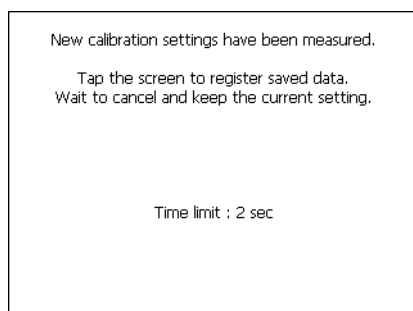 New calibration settings have been measured.
Tap the screen to register saved data.
Wait to cancel and keep the current setting.
Time limit : 2 sec